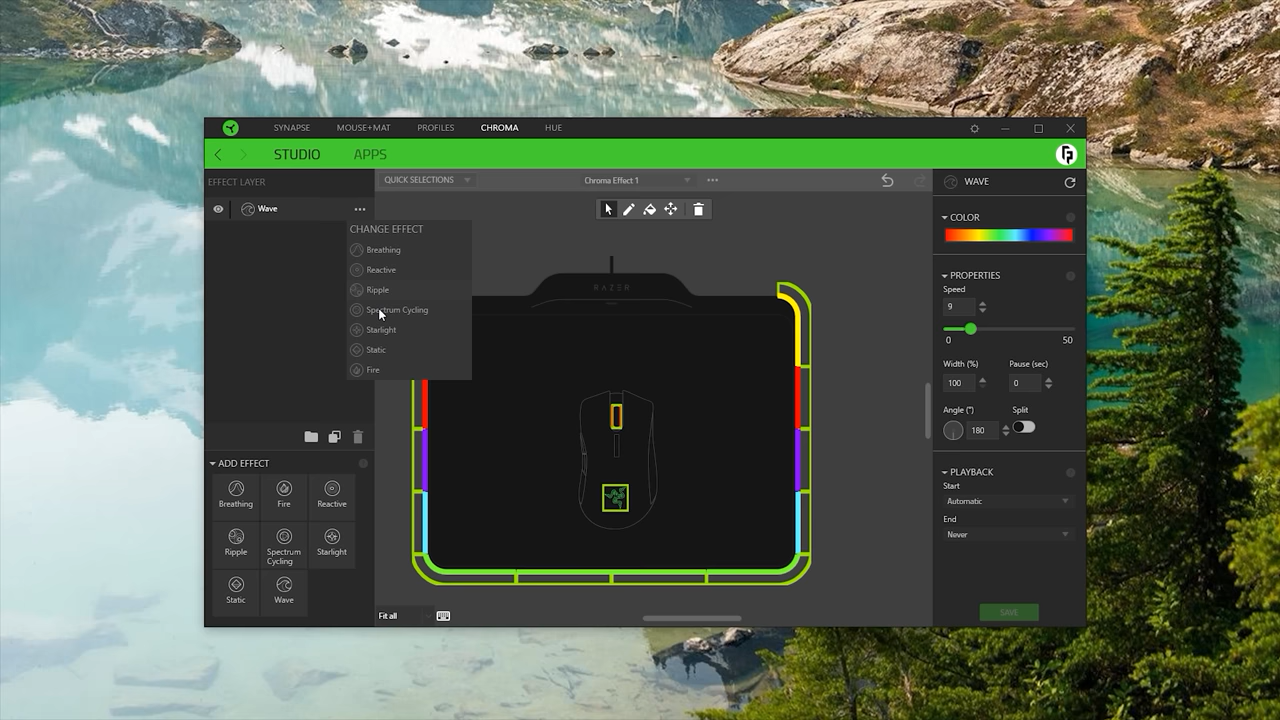 SYNAPSE MOUSE+MAT PROFILES CHROMA HUE
STUDIO APPS
EFFECT LAYER
Wave
CHANGE EFFECT
Breathing
Reactive
Ripple
Spectrum Cycling
Starlight
Static
Fire
ADD EFFECT
Breathing Fire Reactive
Ripple Spectrum Cycling Starlight
Static Wave
QUICK SELECTIONS Chroma Effect 1
RAZER
Fit all
WAVE
COLOR
PROPERTIES
Speed
9
0 50
Width (%) Pause (sec)
100 0
Angle (°) Split
180
PLAYBACK
Start
Automatic
End
Never
SAVE